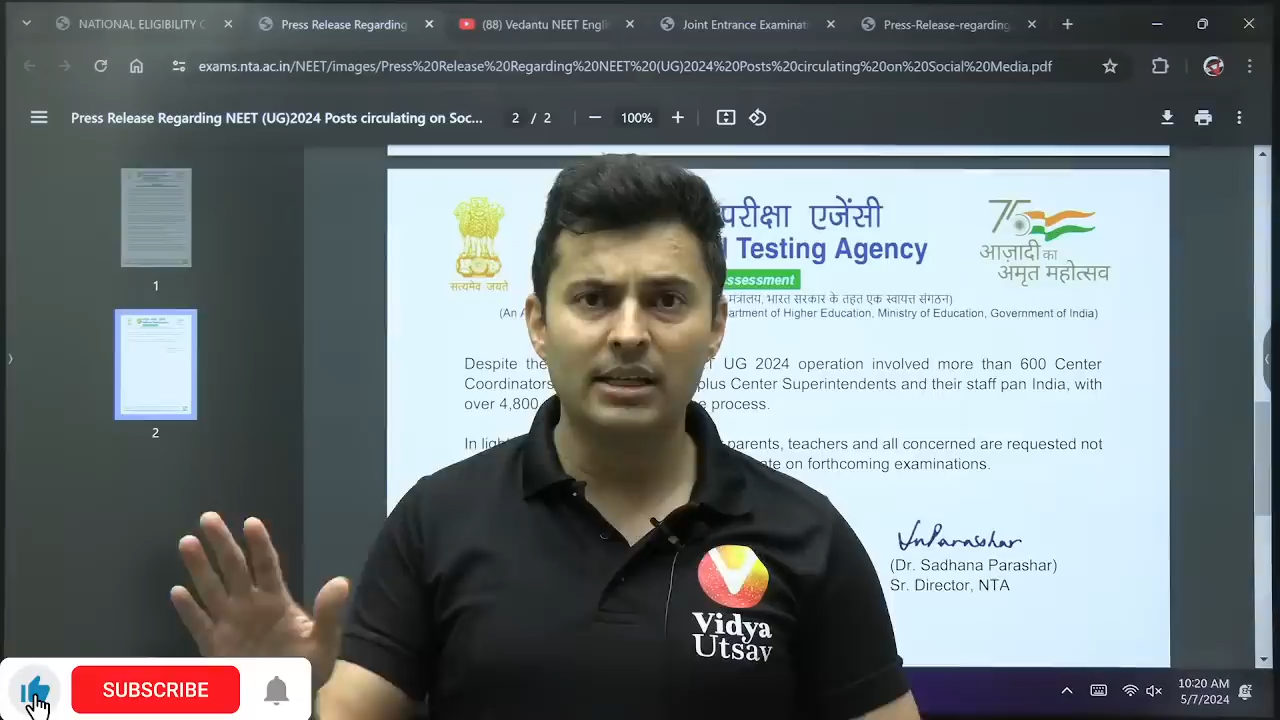 NATIONAL ELIGIBILITY
Press Release Regarding
(88) Vedantu NEET Engli
Joint Entrance Examinati
Press-Release-regarding
exams.nta.ac.in/NEET/images/Press%20Release%20Regarding%20NEET%20(UG)2024%20Posts%20circulating%20on%20Social%20Media.pdf
Press Release Regarding NEET (UG)2024 Posts circulating on Soc...
2 / 2
100%
1
2
सत्यमेव जयते
परीक्षा एजेंसी
Testing Agency
ssessment
75
आज़ादी का
अमृत महोत्सव
मंत्रालय, भारत सरकार के तहत एक स्वायत्त संगठन)
(An partment of Higher Education, Ministry of Education, Government of India)
Despite the UG 2024 operation involved more than 600 Center
Coordinators plus Center Superintendents and their staff pan India, with
over 4,800 process.
In parents, teachers and all concerned are requested not
on forthcoming examinations.
(Dr. Sadhana Parashar)
Sr. Director, NTA
V
Vidya
Utsav
SUBSCRIBE
10:20 AM
5/7/2024